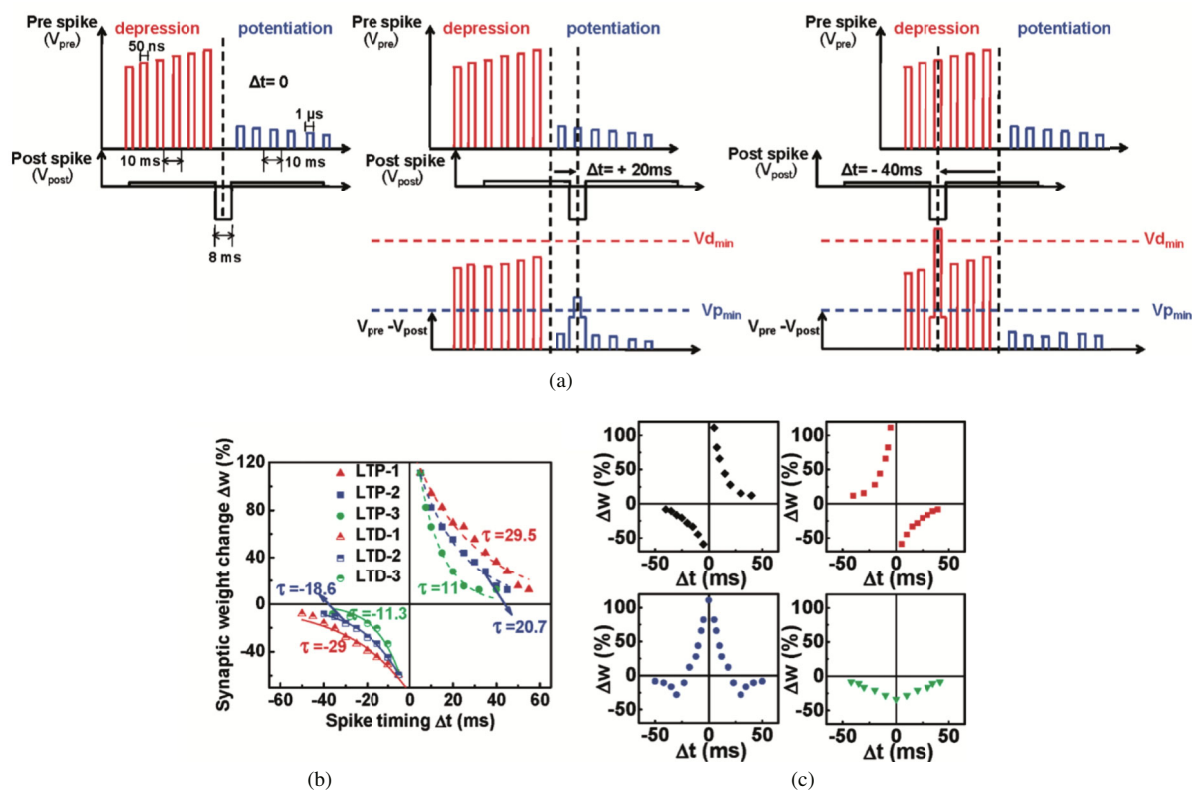 Pre spike
(Vpre)
depression
potentiation
50 ns
Δt= 0
1 µs
10 ms
10 ms
Post spike
(Vpost)
8 ms
Pre spike
(Vpre)
depression
potentiation
Post spike
(Vpost)
Δt= + 20ms
Vdmin
Vpmin
Vpre -Vpost
Pre spike
(Vpre)
depression
potentiation
Post spike
(Vpost)
Δt= - 40ms
Vdmin
Vpmin
Vpre -Vpost
(a)
Synaptic weight change Δw (%)
120
80
40
0
-40
LTP-1
LTP-2
LTP-3
LTD-1
LTD-2
LTD-3
τ=29.5
τ=11
τ=20.7
τ=-18.6
τ=-11.3
τ=-29
-60 -40 -20 0 20 40 60
Spike timing Δt (ms)
(b)
Δw (%)
100
50
0
-50
-50 0 50
Δt (ms)
Δw (%)
100
50
0
-50
-50 0 50
Δt (ms)
Δw (%)
100
50
0
-50
-50 0 50
Δt (ms)
Δw (%)
100
50
0
-50
-50 0 50
Δt (ms)
(c)